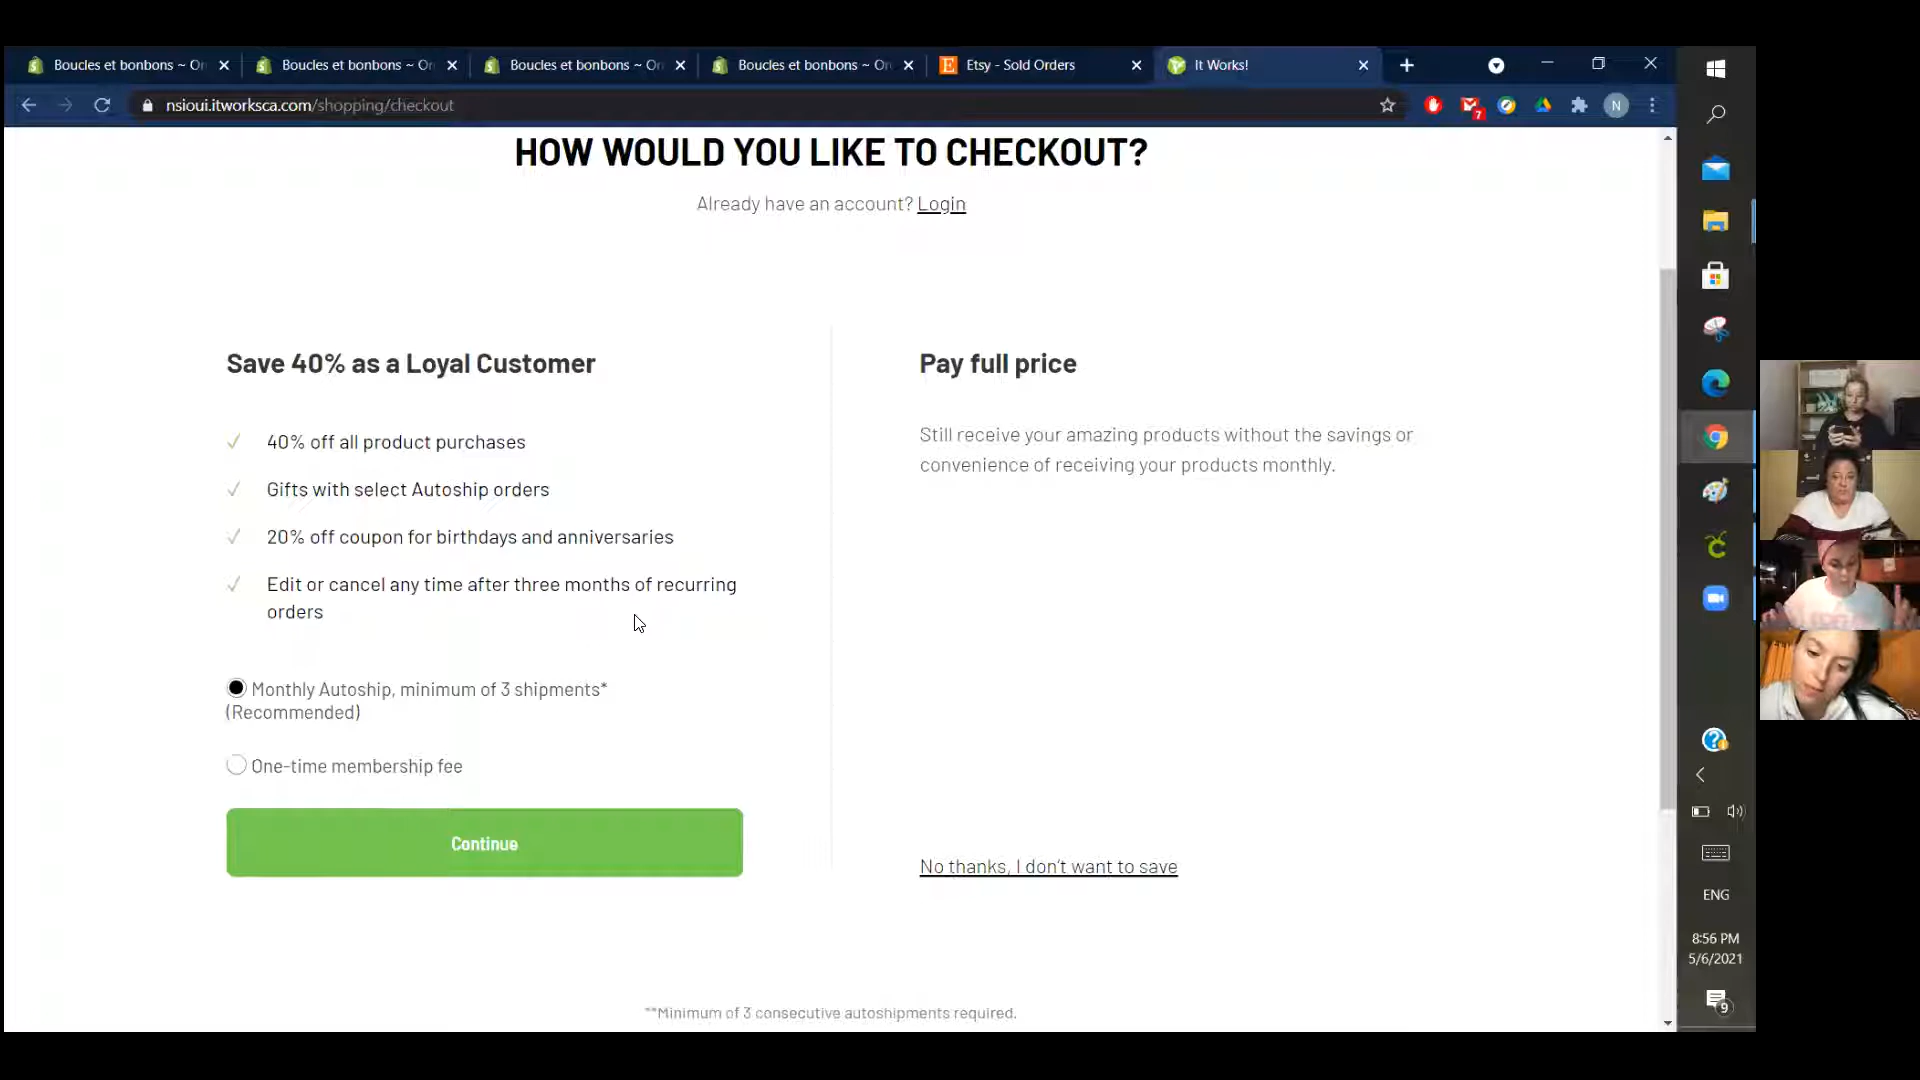 Boucles et bonbons ~ Or
Boucles et bonbons ~ Or
Boucles et bonbons ~ Or
Boucles et bonbons ~ Or
Etsy - Sold Orders
It Works!
nsioui.itworksca.com/shopping/checkout
7
N
HOW WOULD YOU LIKE TO CHECKOUT?
Already have an account? Login
Save 40% as a Loyal Customer
40% off all product purchases
Gifts with select Autoship orders
20% off coupon for birthdays and anniversaries
Edit or cancel any time after three months of recurring
orders
Monthly Autoship, minimum of 3 shipments*
(Recommended)
One-time membership fee
Continue
Pay full price
Still receive your amazing products without the savings or
convenience of receiving your products monthly.
No thanks, I don't want to save
**Minimum of 3 consecutive autoshipments required.
ENG
8:56 PM
5/6/2021
9